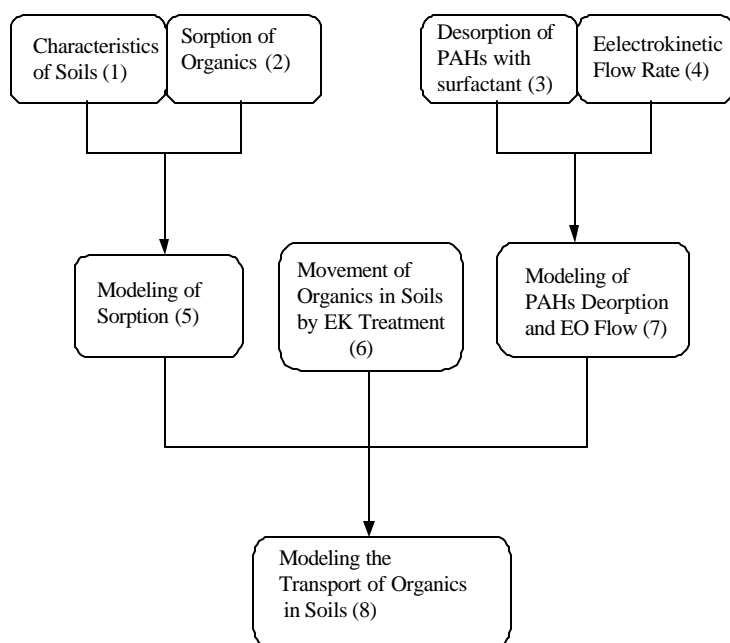 Characteristics
of Soils (1)
Sorption of
Organics (2)
Desorption of
PAHs with
surfactant (3)
Eelectrokinetic
Flow Rate (4)
Modeling of
Sorption (5)
Movement of
Organics in Soils
by EK Treatment
(6)
Modeling of
PAHs Deorption
and EO Flow (7)
Modeling the
Transport of Organics
in Soils (8)